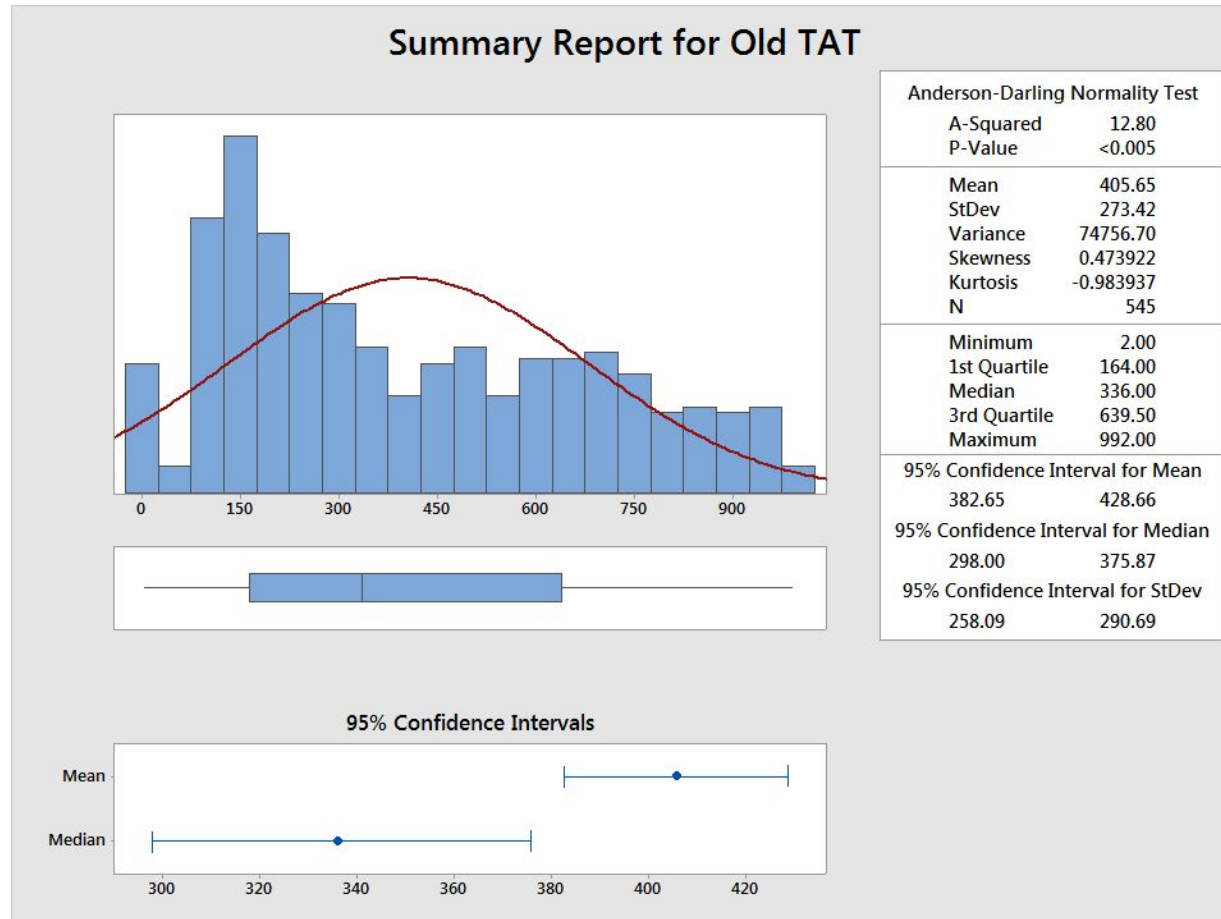 Summary Report for Old TAT
0 150 300 450 600 750 900
Anderson-Darling Normality Test
A-Squared 12.80
P-Value <0.005
Mean 405.65
StDev 273.42
Variance 74756.70
Skewness 0.473922
Kurtosis -0.983937
N 545
Minimum 2.00
1st Quartile 164.00
Median 336.00
3rd Quartile 639.50
Maximum 992.00
95% Confidence Interval for Mean
382.65 428.66
95% Confidence Interval for Median
298.00 375.87
95% Confidence Interval for StDev
258.09 290.69
95% Confidence Intervals
Mean
Median
300 320 340 360 380 400 420